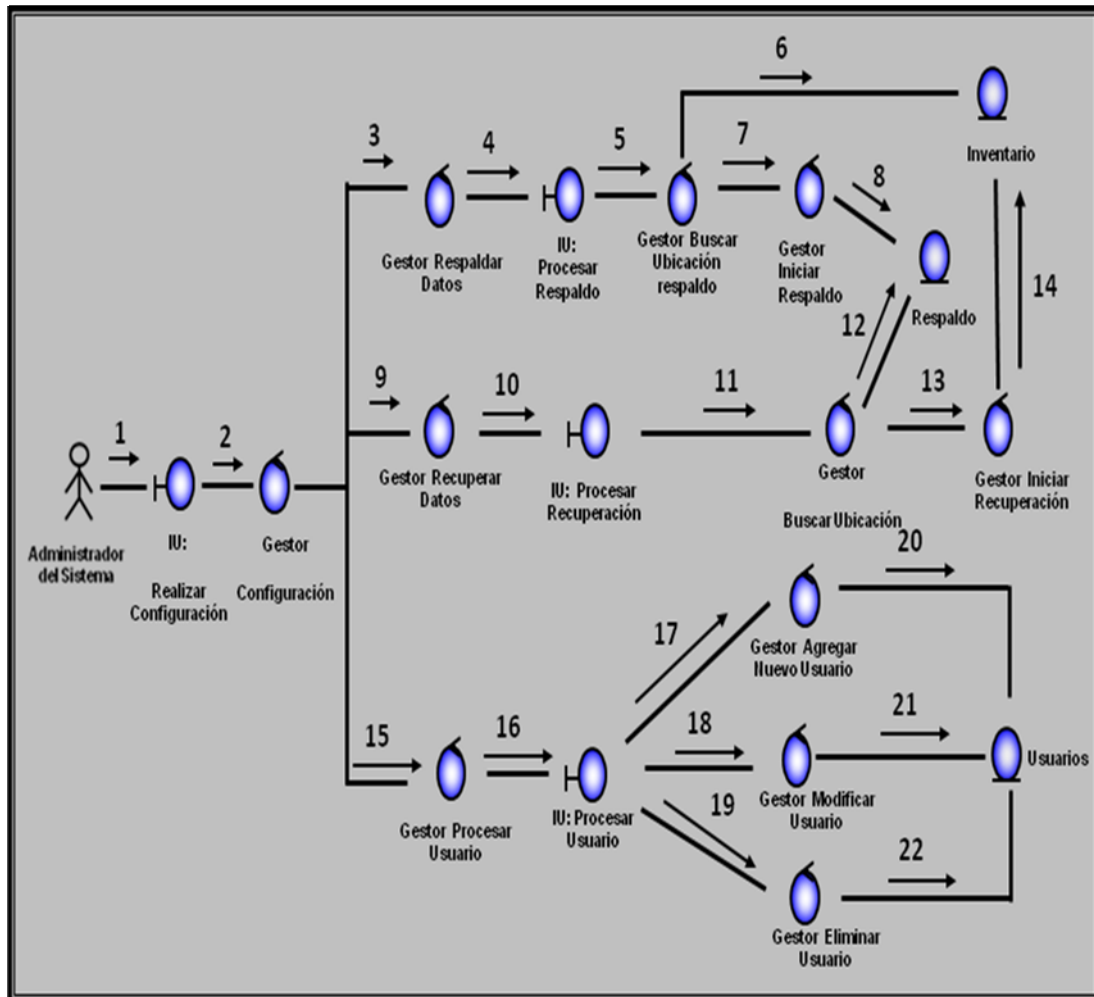 6
3
4
5
7
Inventario
8
Gestor Respaldar
Datos
IU:
Procesar
Respaldo
Gestor Buscar
Ubicación
respaldo
Gestor
Iniciar
Respaldo
14
Respaldo
12
9
10
11
13
1
2
Gestor Recuperar
Datos
IU: Procesar
Recuperación
Gestor
Buscar Ubicación
Gestor Iniciar
Recuperación
Administrador
del Sistema
IU:
Realizar
Configuración
Gestor
Configuración
20
17
Gestor Agregar
Nuevo Usuario
15
16
18
21
Usuarios
Gestor Procesar
Usuario
IU: Procesar
Usuario
19
Gestor Modificar
Usuario
22
Gestor Eliminar
Usuario